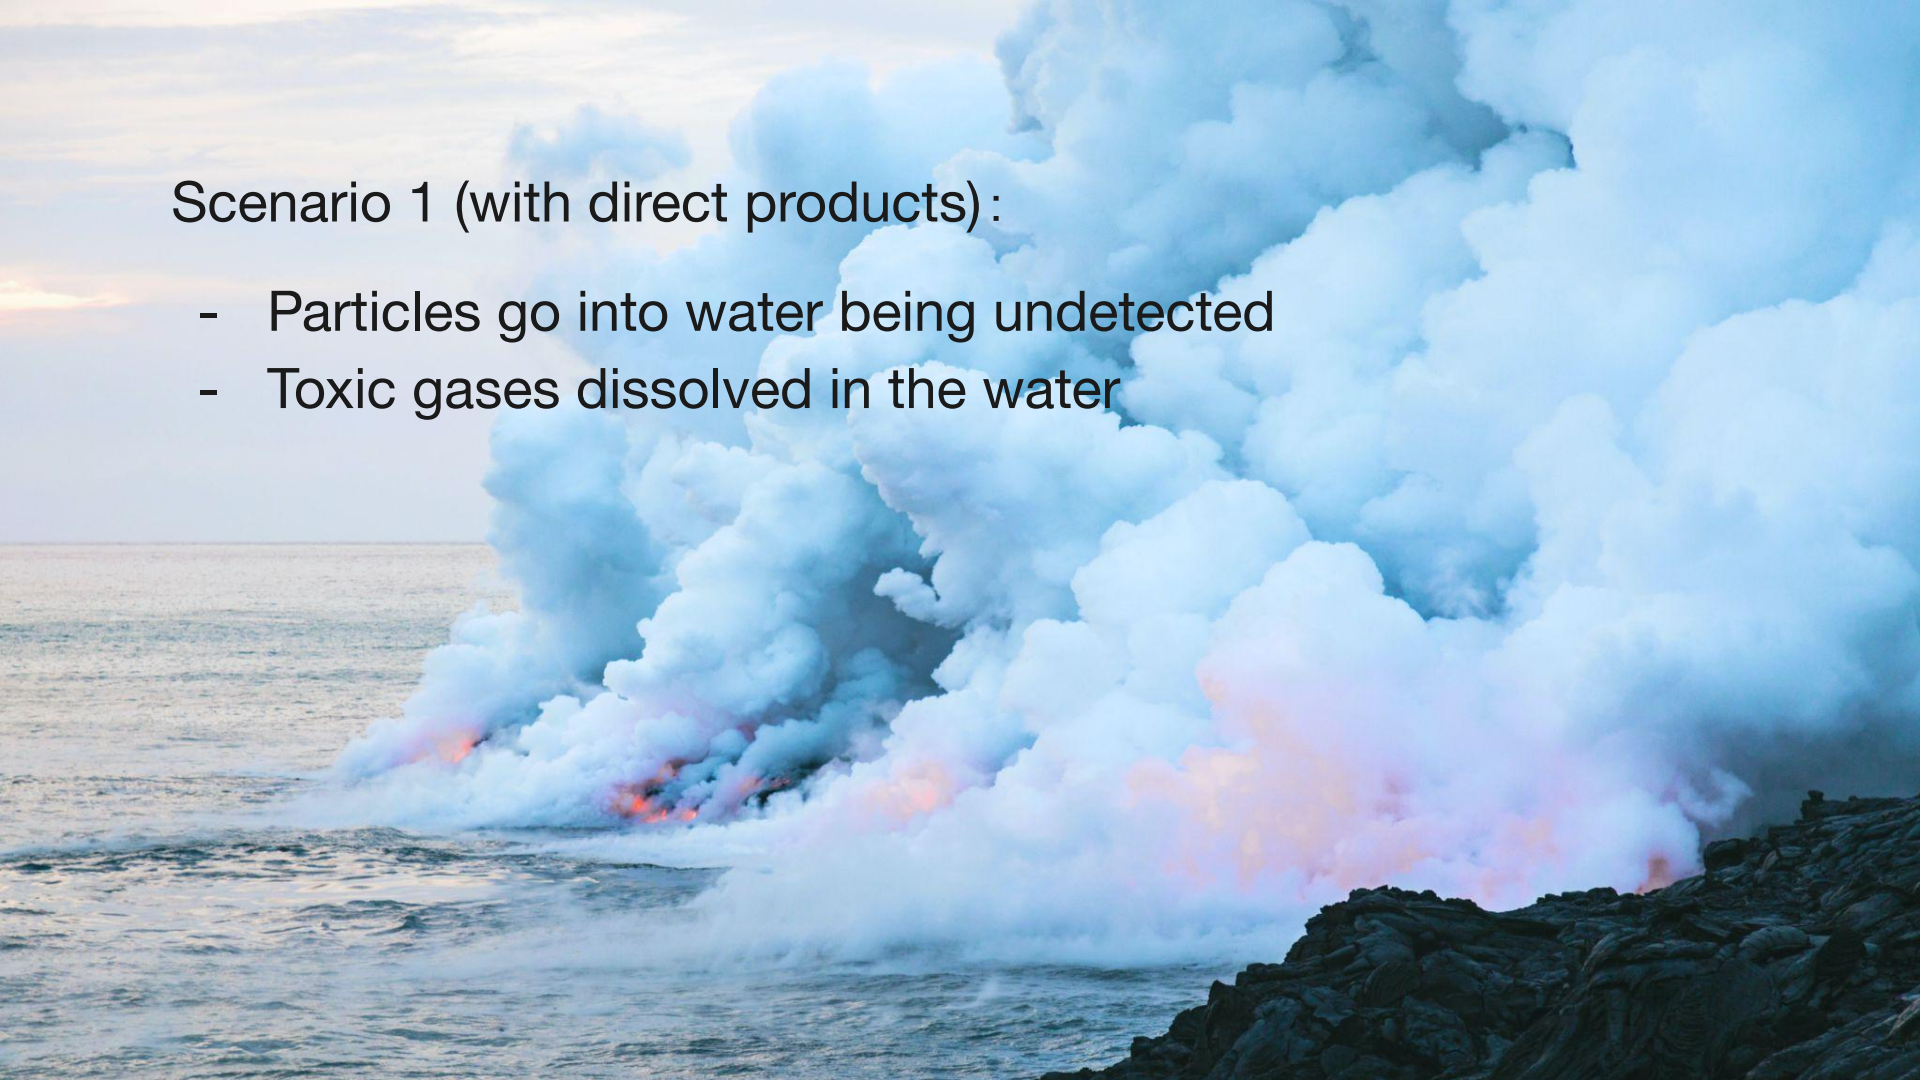 Scenario 1 (with direct products):
- Particles go into water being undetected
- Toxic gases dissolved in the water